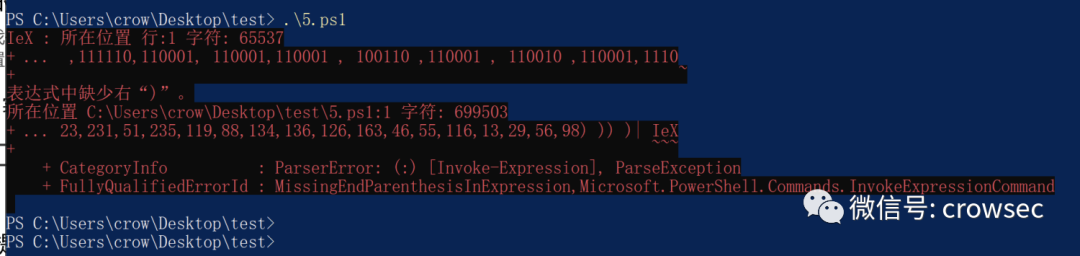 PS C:\Users\crow\Desktop\test> .\5.ps1
IeX : 所在位置 行:1 字符: 65537
+ ... ,111110,110001, 110001,110001 , 100110 ,110001 , 110010 ,110001,1110
+ ~
表达式中缺少右“)”。
所在位置 C:\Users\crow\Desktop\test\5.ps1:1 字符: 699503
+ ... 23,231,51,235,119,88,134,136,126,163,46,55,116,13,29,56,98) )) )| IeX
+ ~~~
+ CategoryInfo : ParserError: (:) [Invoke-Expression], ParseException
+ FullyQualifiedErrorId : MissingEndParenthesisInExpression,Microsoft.PowerShell.Commands.InvokeExpressionCommand
微信号: crowsec
PS C:\Users\crow\Desktop\test>
PS C:\Users\crow\Desktop\test>